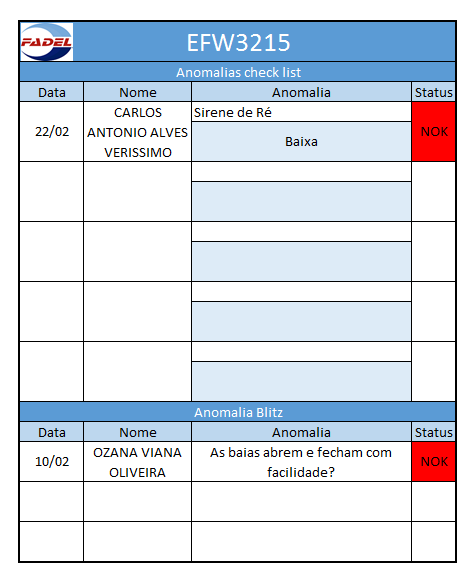 FADEL
EFW3215
Anomalias check list
Data Nome Anomalia Status
22/02
CARLOS
ANTONIO ALVES
VERISSIMO
Sirene de Ré
Baixa
NOK
Anomalia Blitz
Data Nome Anomalia Status
10/02
OZANA VIANA
OLIVEIRA
As baias abrem e fecham com
facilidade?
NOK